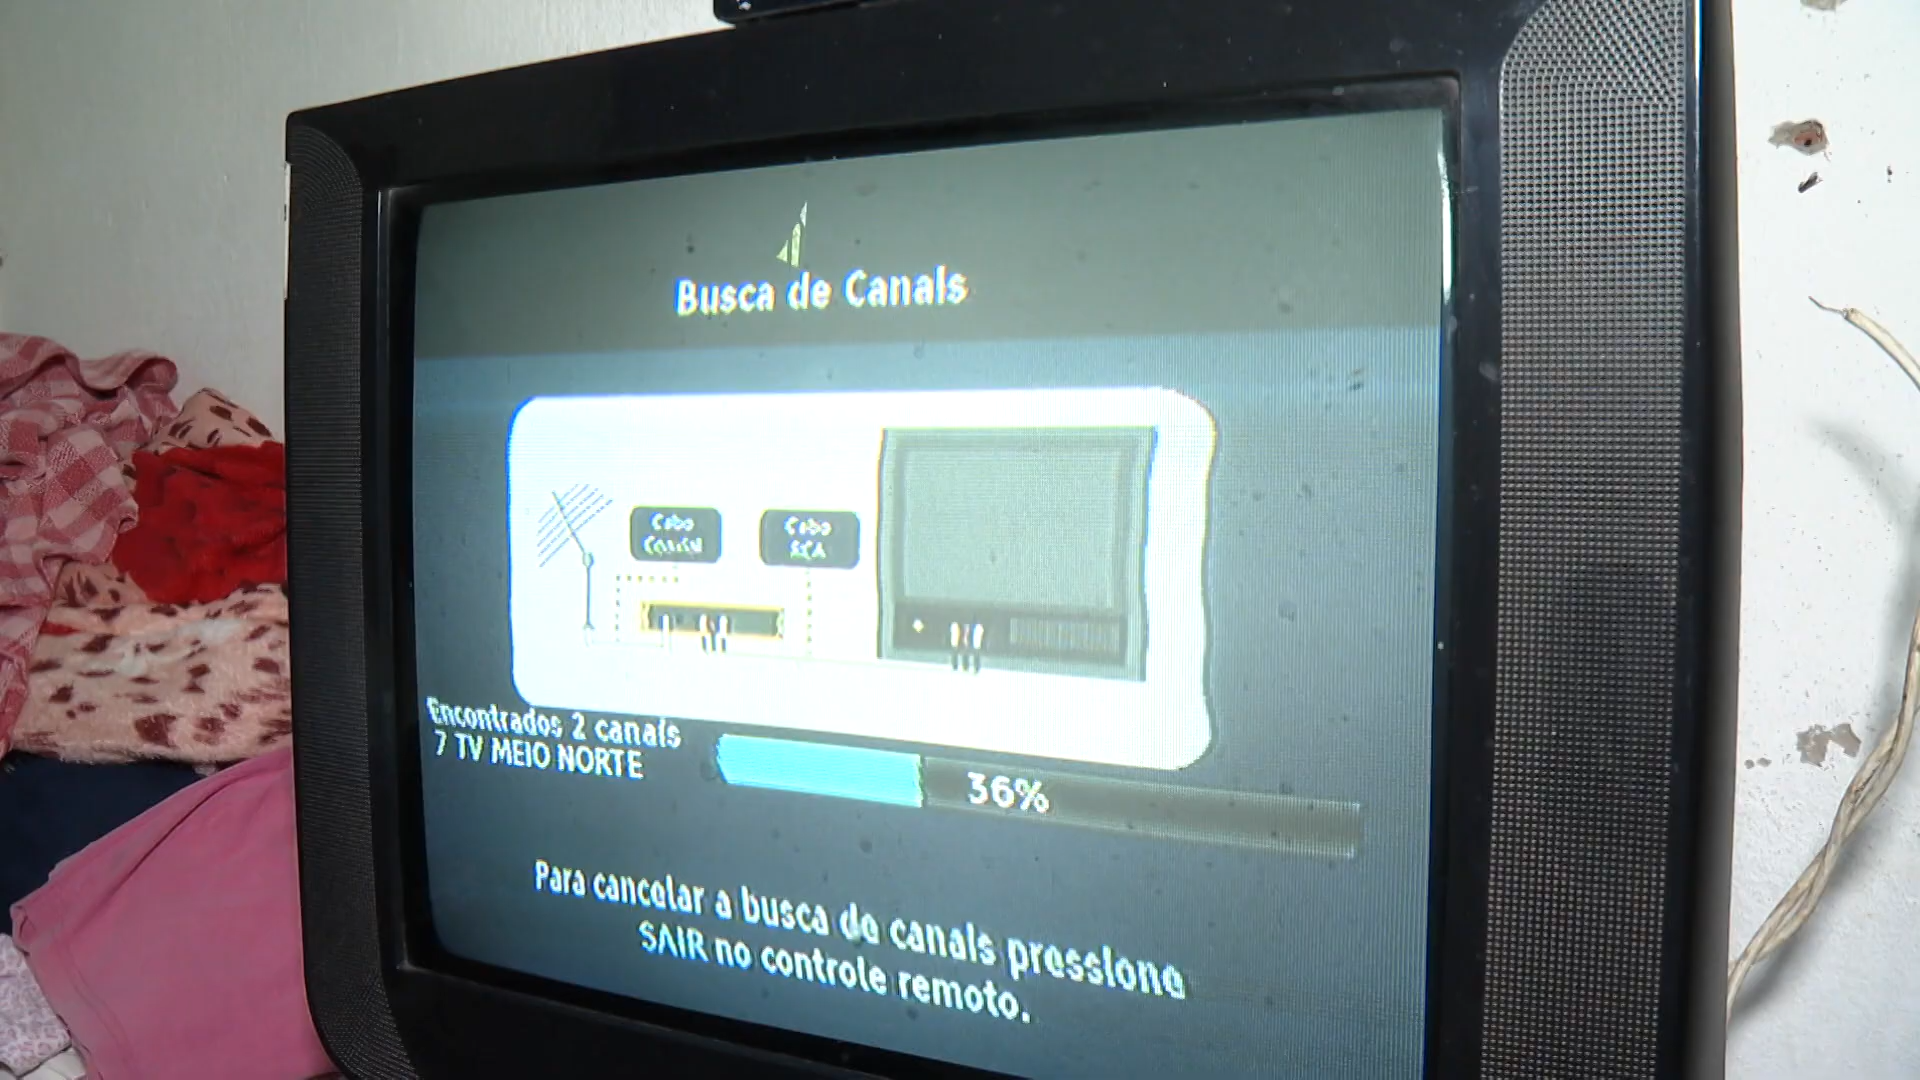 Busca de Canais
Cabo
Coaxial
Cabo
RCA
Encontrados 2 canais
7 TV MEIO NORTE
36%
Para cancelar a busca de canais pressione
SAIR no controle remoto.